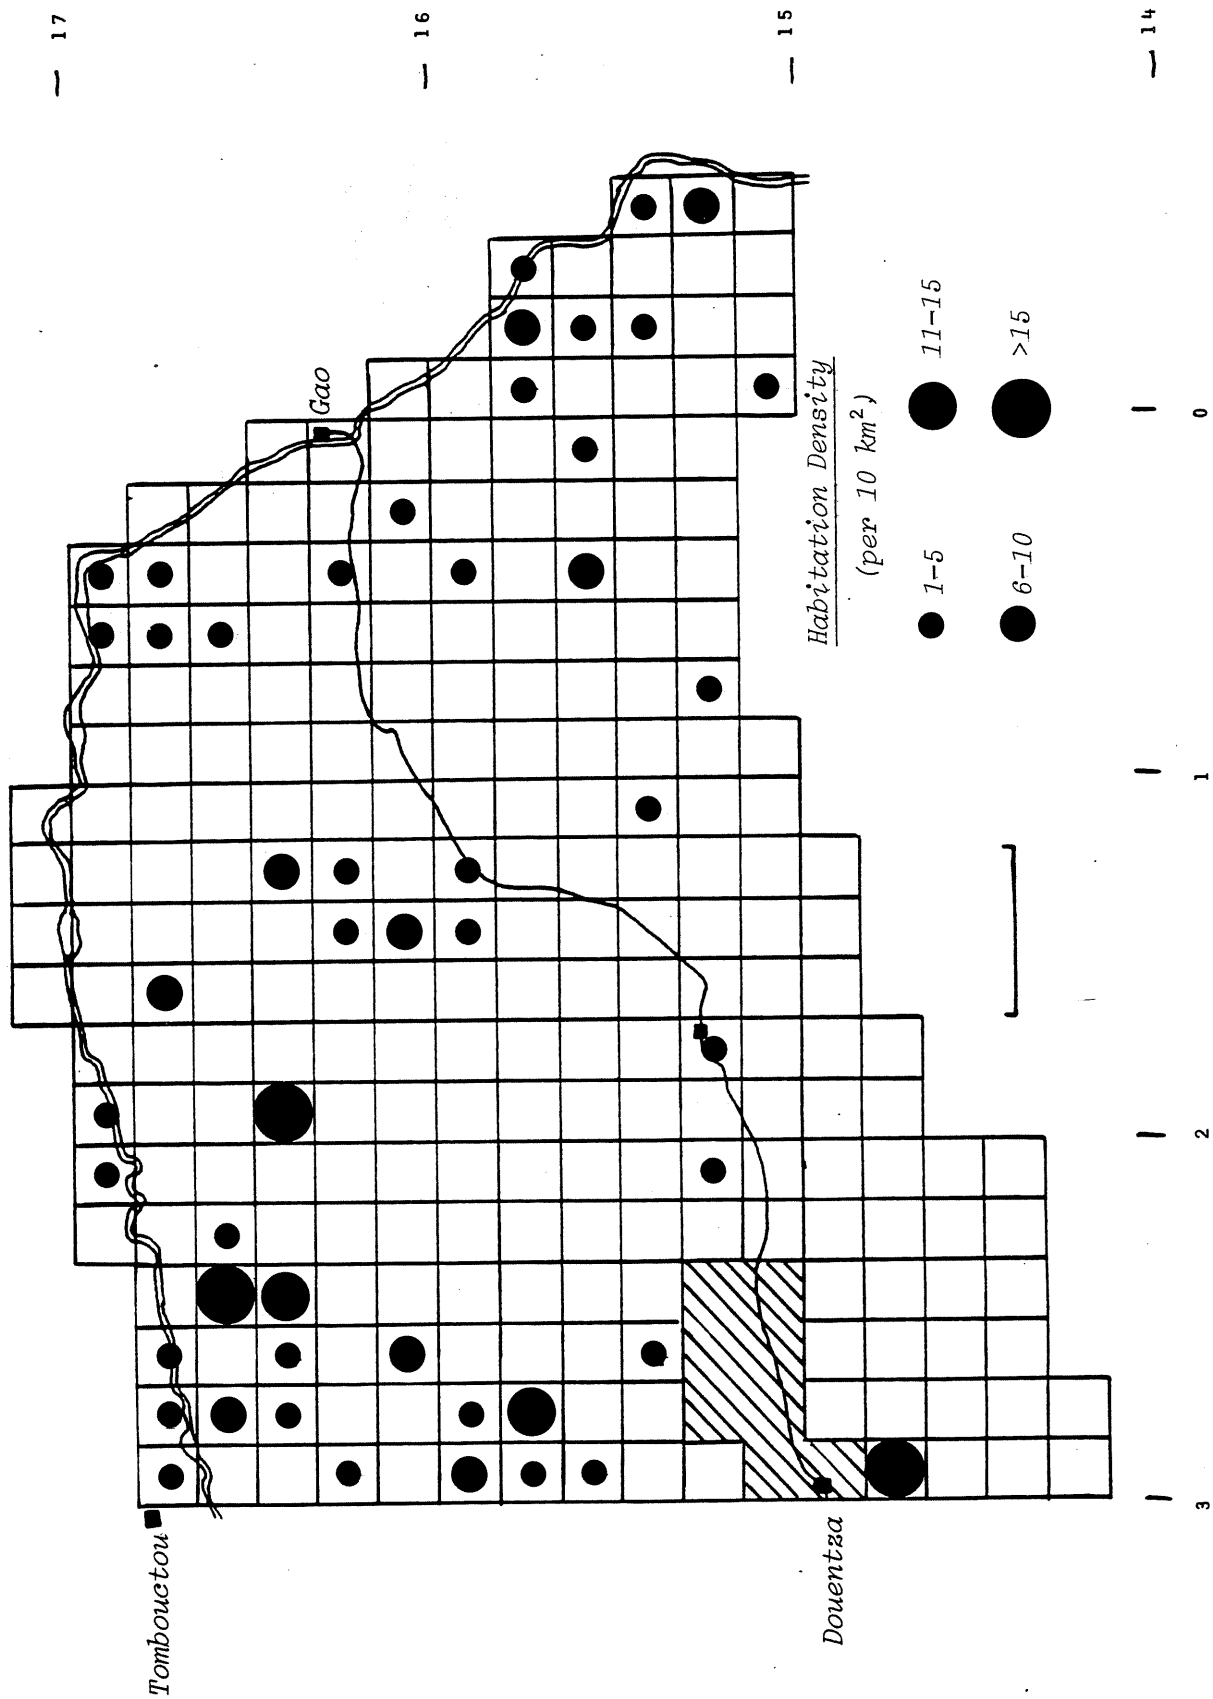 17
16
15
14
Tombouctou
Gao
Douentza
Habitation Density
(per 10 km²)
1-5
11-15
6-10
>15
3
2
1
0